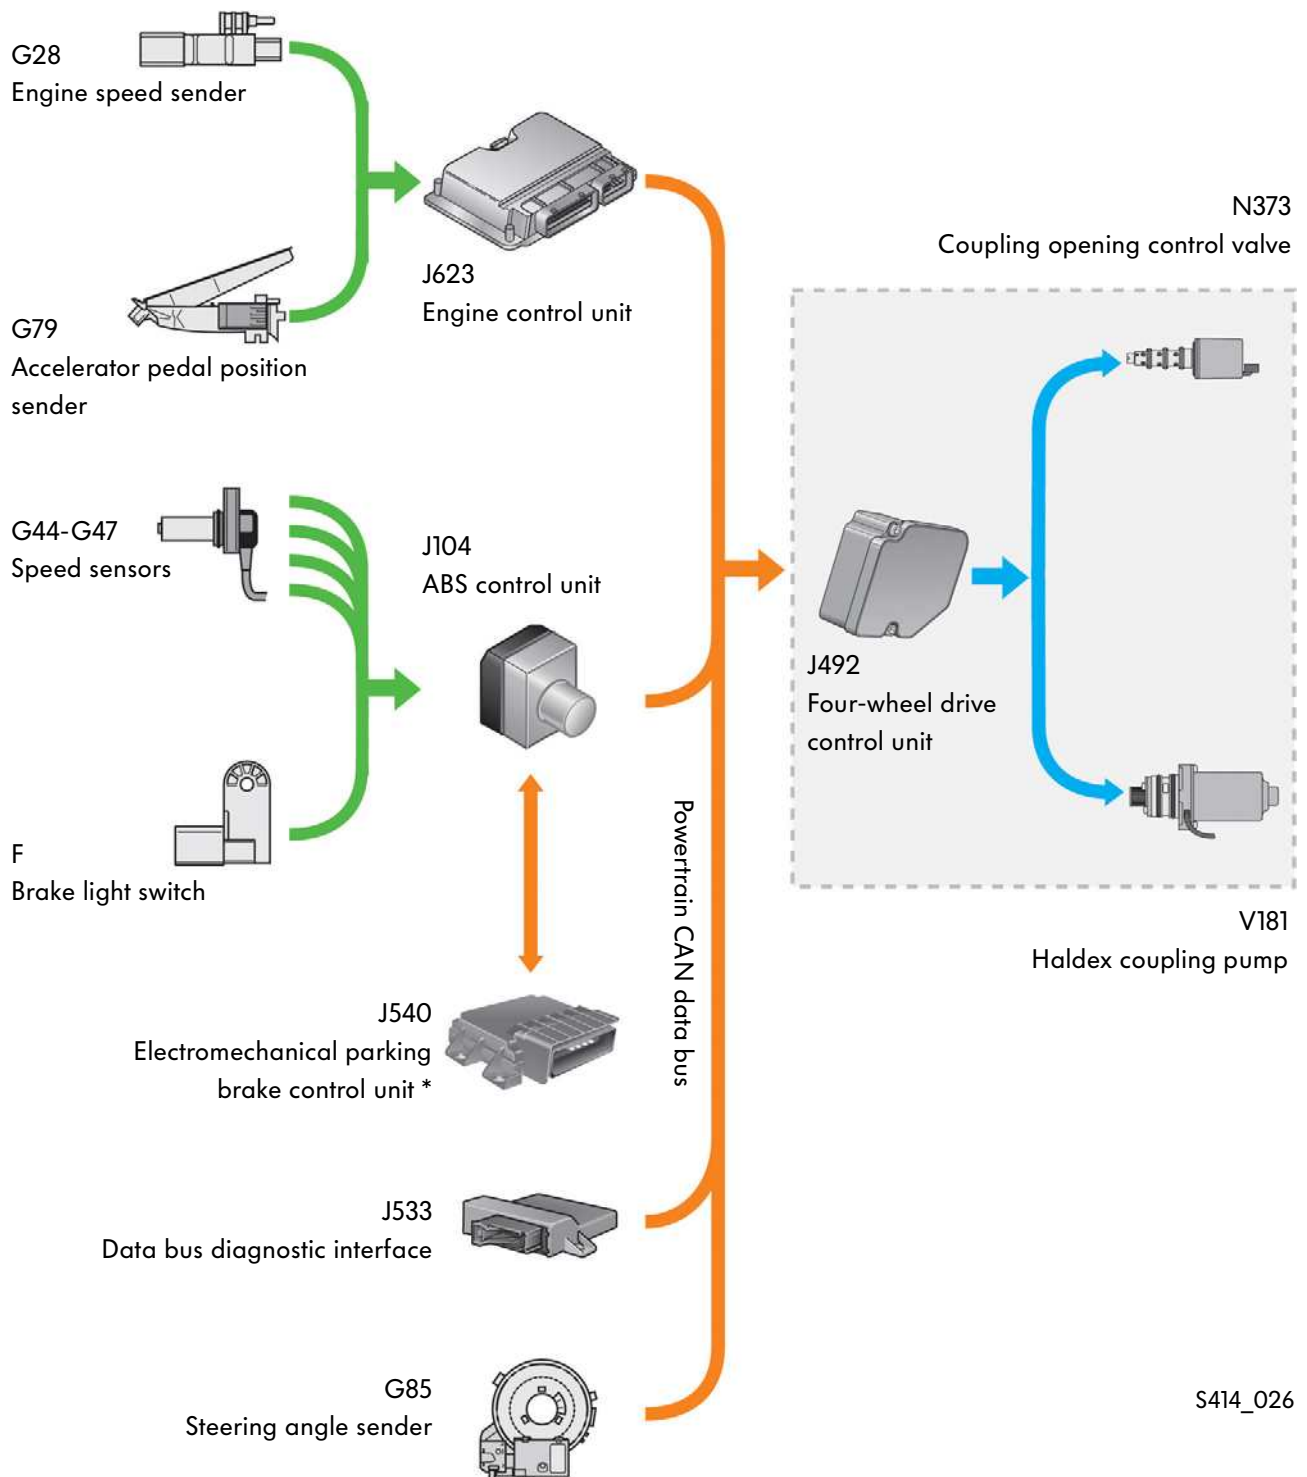 G28
Engine speed sender
J623
Engine control unit
G79
Accelerator pedal position
sender
N373
Coupling opening control valve
G44-G47
Speed sensors
J104
ABS control unit
J492
Four-wheel drive
control unit
F
Brake light switch
Powertrain CAN data bus
V181
Haldex coupling pump
J540
Electromechanical parking
brake control unit *
J533
Data bus diagnostic interface
G85
Steering angle sender
S414_026